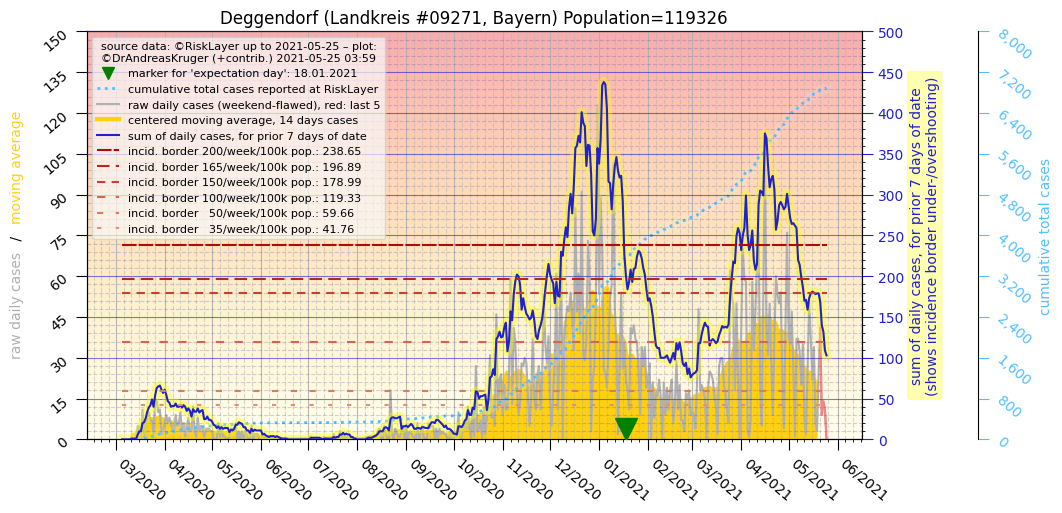 Deggendorf (Landkreis #09271, Bayern) Population=119326
source data: ©RiskLayer up to 2021-05-25 – plot:
©DrAndreasKruger (+contrib.) 2021-05-25 03:59
marker for 'expectation day': 18.01.2021
cumulative total cases reported at RiskLayer
raw daily cases (weekend-flawed), red: last 5
centered moving average, 14 days cases
sum of daily cases, for prior 7 days of date
incid. border 200/week/100k pop.: 238.65
incid. border 165/week/100k pop.: 196.89
incid. border 150/week/100k pop.: 178.99
incid. border 100/week/100k pop.: 119.33
incid. border 50/week/100k pop.: 59.66
incid. border 35/week/100k pop.: 41.76
raw daily cases / moving average
150
135
120
105
90
75
60
45
30
15
0
03/2020
04/2020
05/2020
06/2020
07/2020
08/2020
09/2020
10/2020
11/2020
12/2020
01/2021
02/2021
03/2021
04/2021
05/2021
06/2021
500
450
400
350
300
250
200
150
100
50
0
sum of daily cases, for prior 7 days of date
(shows incidence border under-/overshooting)
8,000
7,200
6,400
5,600
4,800
4,000
3,200
2,400
1,600
800
0
cumulative total cases